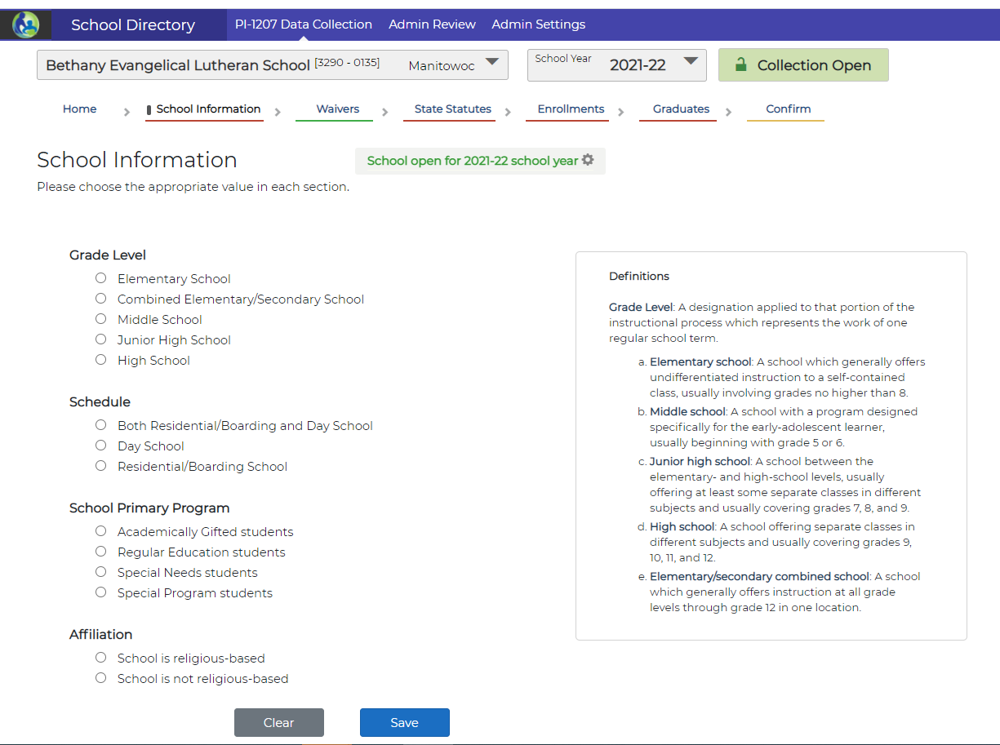 School Directory PI-1207 Data Collection Admin Review Admin Settings
Bethany Evangelical Lutheran School [3290 - 0135] Manitowoc School Year 2021-22 Collection Open
Home School Information Waivers State Statutes Enrollments Graduates Confirm
School Information School open for 2021-22 school year
Please choose the appropriate value in each section.
Grade Level
Elementary School
Combined Elementary/Secondary School
Middle School
Junior High School
High School
Schedule
Both Residential/Boarding and Day School
Day School
Residential/Boarding School
School Primary Program
Academically Gifted students
Regular Education students
Special Needs students
Special Program students
Affiliation
School is religious-based
School is not religious-based
Clear Save
Definitions
Grade Level: A designation applied to that portion of the
instructional process which represents the work of one
regular school term.
a. Elementary school: A school which generally offers
undifferentiated instruction to a self-contained
class, usually involving grades no higher than 8.
b. Middle school: A school with a program designed
specifically for the early-adolescent learner,
usually beginning with grade 5 or 6.
c. Junior high school: A school between the
elementary- and high-school levels, usually
offering at least some separate classes in different
subjects and usually covering grades 7, 8, and 9.
d. High school: A school offering separate classes in
different subjects and usually covering grades 9,
10, 11, and 12.
e. Elementary/secondary combined school: A school
which generally offers instruction at all grade
levels through grade 12 in one location.